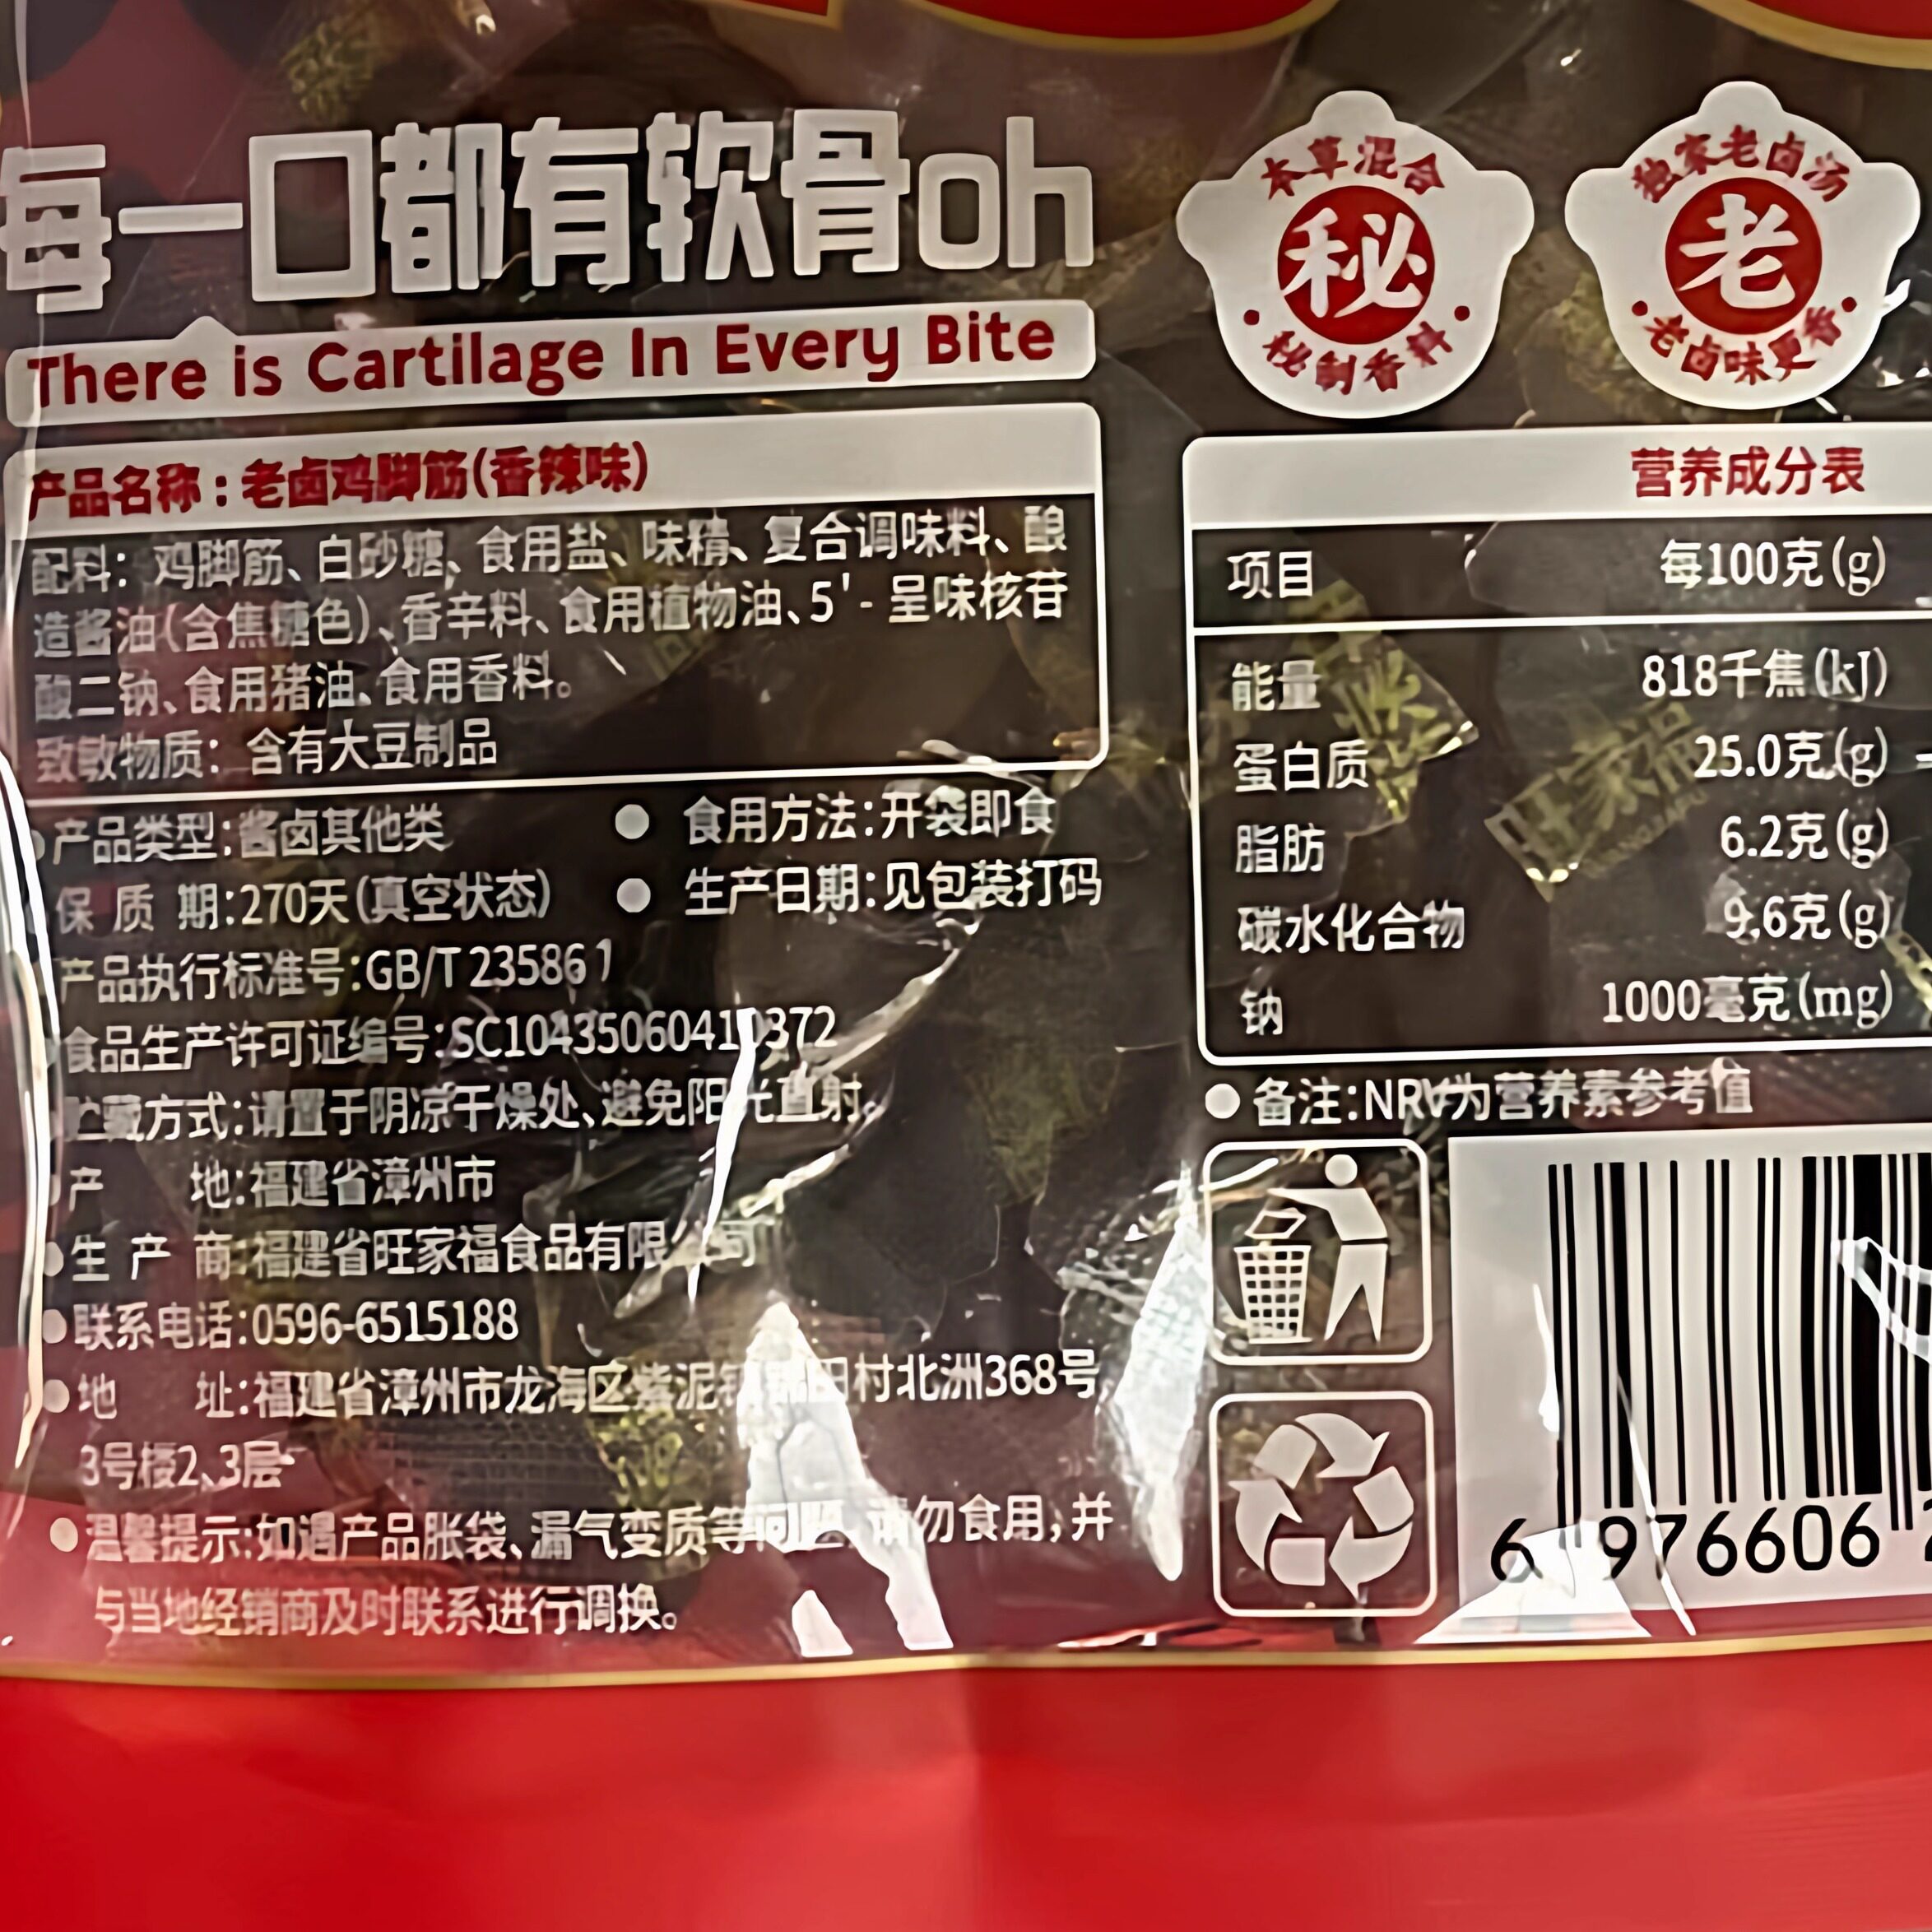 每一口都有软骨oh
There is Cartilage In Every Bite
本草混合
秘
秘制香料
独家老卤汤
老
老卤味更香
产品名称:老卤鸡脚筋(香辣味)
配料:鸡脚筋、白砂糖、食用盐、味精、复合调味料、酿
造酱油(含焦糖色)、香辛料、食用植物油、5'-呈味核苷
酸二钠、食用猪油、食用香料。
致敏物质:含有大豆制品
产品类型:酱卤其他类
● 食用方法:开袋即食
保质期:270天(真空状态)
● 生产日期:见包装打码
产品执行标准号:GB/T 23586
食品生产许可证编号:SC10435060410372
贮藏方式:请置于阴凉干燥处、避免阳光直射。
产地:福建省漳州市
●生产商:福建省旺家福食品有限公司
●联系电话:0596-6515188
●地址:福建省漳州市龙海区紫泥镇锦田村北洲368号
3号楼2、3层
●温馨提示:如遇产品胀袋、漏气变质等问题,请勿食用,并
与当地经销商及时联系进行调换。
营养成分表
项目 每100克(g)
能量 818千焦(kJ)
蛋白质 25.0克(g)
脂肪 6.2克(g)
碳水化合物 9.6克(g)
钠 1000毫克(mg)
●备注:NRV为营养素参考值
旺家福
6 976606